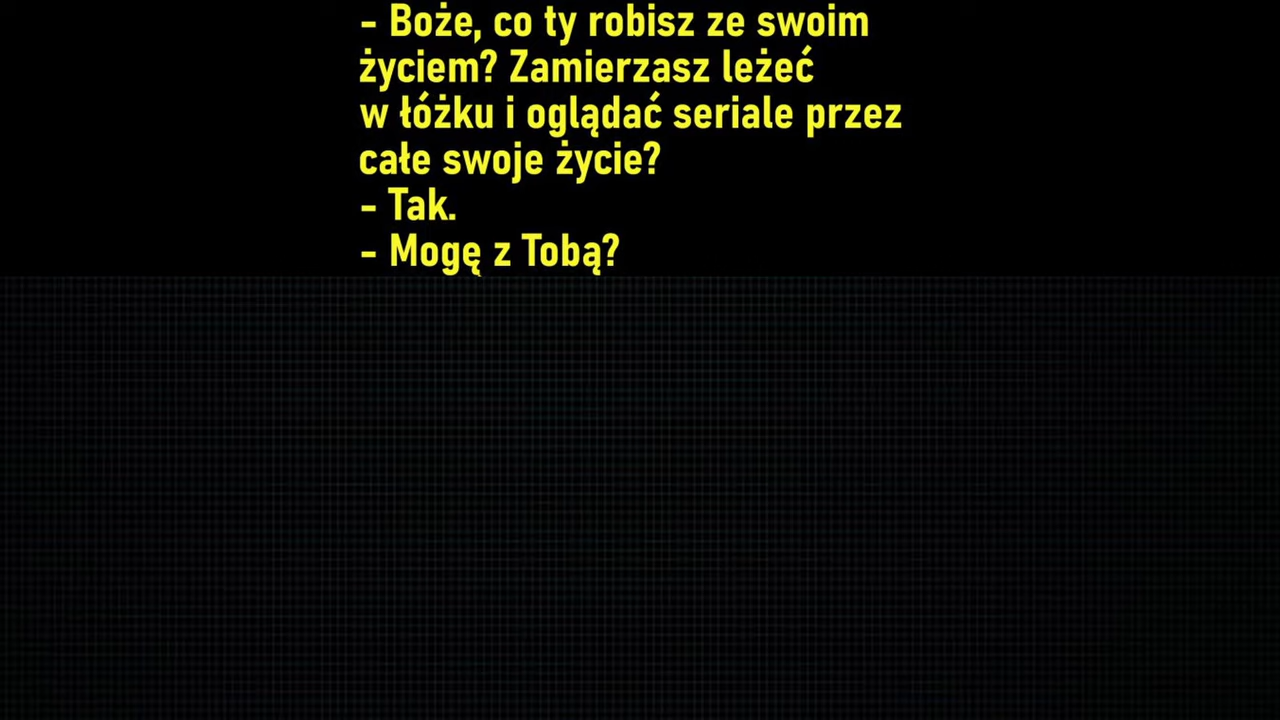 - Boże, co ty robisz ze swoim
życiem? Zamierzasz leżeć
w łóżku i oglądać seriale przez
całe swoje życie?
- Tak.
- Mogę z Tobą?